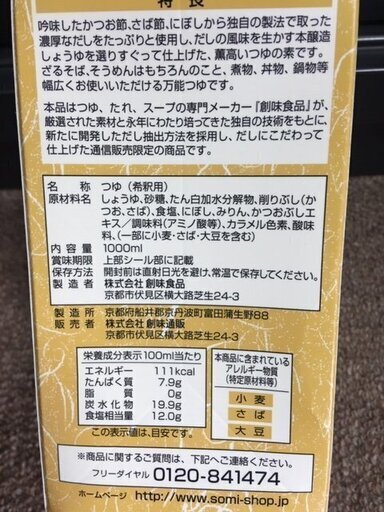 特長
吟味したかつお節、さば節、にぼしから独自の製法で取った
濃厚なだしをたっぷりと使用し、だしの風味を生かす本醸造
しょうゆを選りすぐって仕上げた、薫高いつゆの素です。
ざるそば、そうめんはもちろんのこと、煮物、丼物、鍋物等
幅広くお使いいただける万能つゆです。
本品はつゆ、たれ、スープの専門メーカー「創味食品」が、
厳選された素材と永年にわたり培ってきた独自の技術をもとに、
新たに開発しただし抽出方法を採用し、だしにこだわって
仕上げた通信販売限定の商品です。
名称 つゆ（希釈用）
原材料名 しょうゆ、砂糖、たん白加水分解物、削りぶし（か
つお、さば）、食塩、にぼし、みりん、かつおぶしエ
キス／調味料（アミノ酸等）、カラメル色素、酸味
料、（一部に小麦・さば・大豆を含む）
内容量 1000ml
賞味期限 上部シール部に記載
保存方法 開封前は直射日光を避け、常温で保存してください。
製造者 株式会社 創味食品
京都市伏見区横大路芝生24-3
製造所 京都府船井郡京丹波町富田蒲生野88
販売者 株式会社 創味通販
京都市伏見区横大路芝生24-3
栄養成分表示100ml当たり
エネルギー 111kcal
たんぱく質 7.9g
脂質 0g
炭水化物 19.9g
食塩相当量 12.0g
この表示値は、目安です。
本商品に含まれている
アレルギー物質
（特定原材料等）
小麦
さば
大豆
商品に関するご質問は、下記へご連絡ください。
フリーダイヤル 0120-841474
ホームページ http://www.somi-shop.jp/